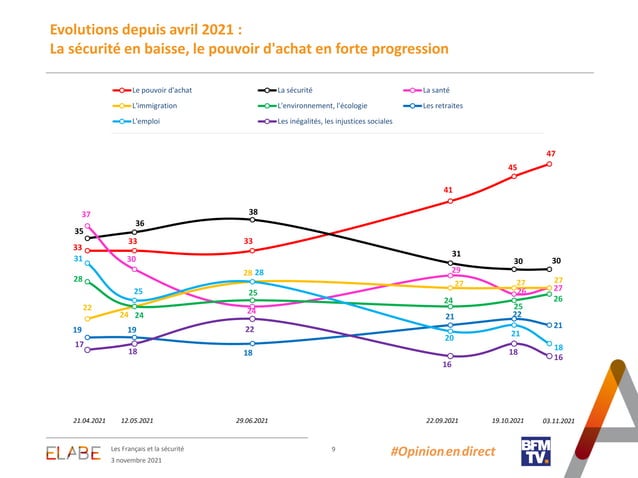 Evolutions depuis avril 2021 :
La sécurité en baisse, le pouvoir d'achat en forte progression
Le pouvoir d'achat La sécurité La santé
L'immigration L'environnement, l'écologie Les retraites
L'emploi Les inégalités, les injustices sociales
47
45
41
38
37
36
35
33 33 33
31 30 31 30 30
29
28 28 28
27 27 27
26 27
25 25 26
24 24 24 24 25
22 22
21 22 21
20 21
19 19 18 18
17 18 22 16 18 16
21.04.2021 12.05.2021 29.06.2021 22.09.2021 19.10.2021 03.11.2021
ELABE
Les Français et la sécurité
3 novembre 2021
9
#Opinion en direct
BFM
TV.